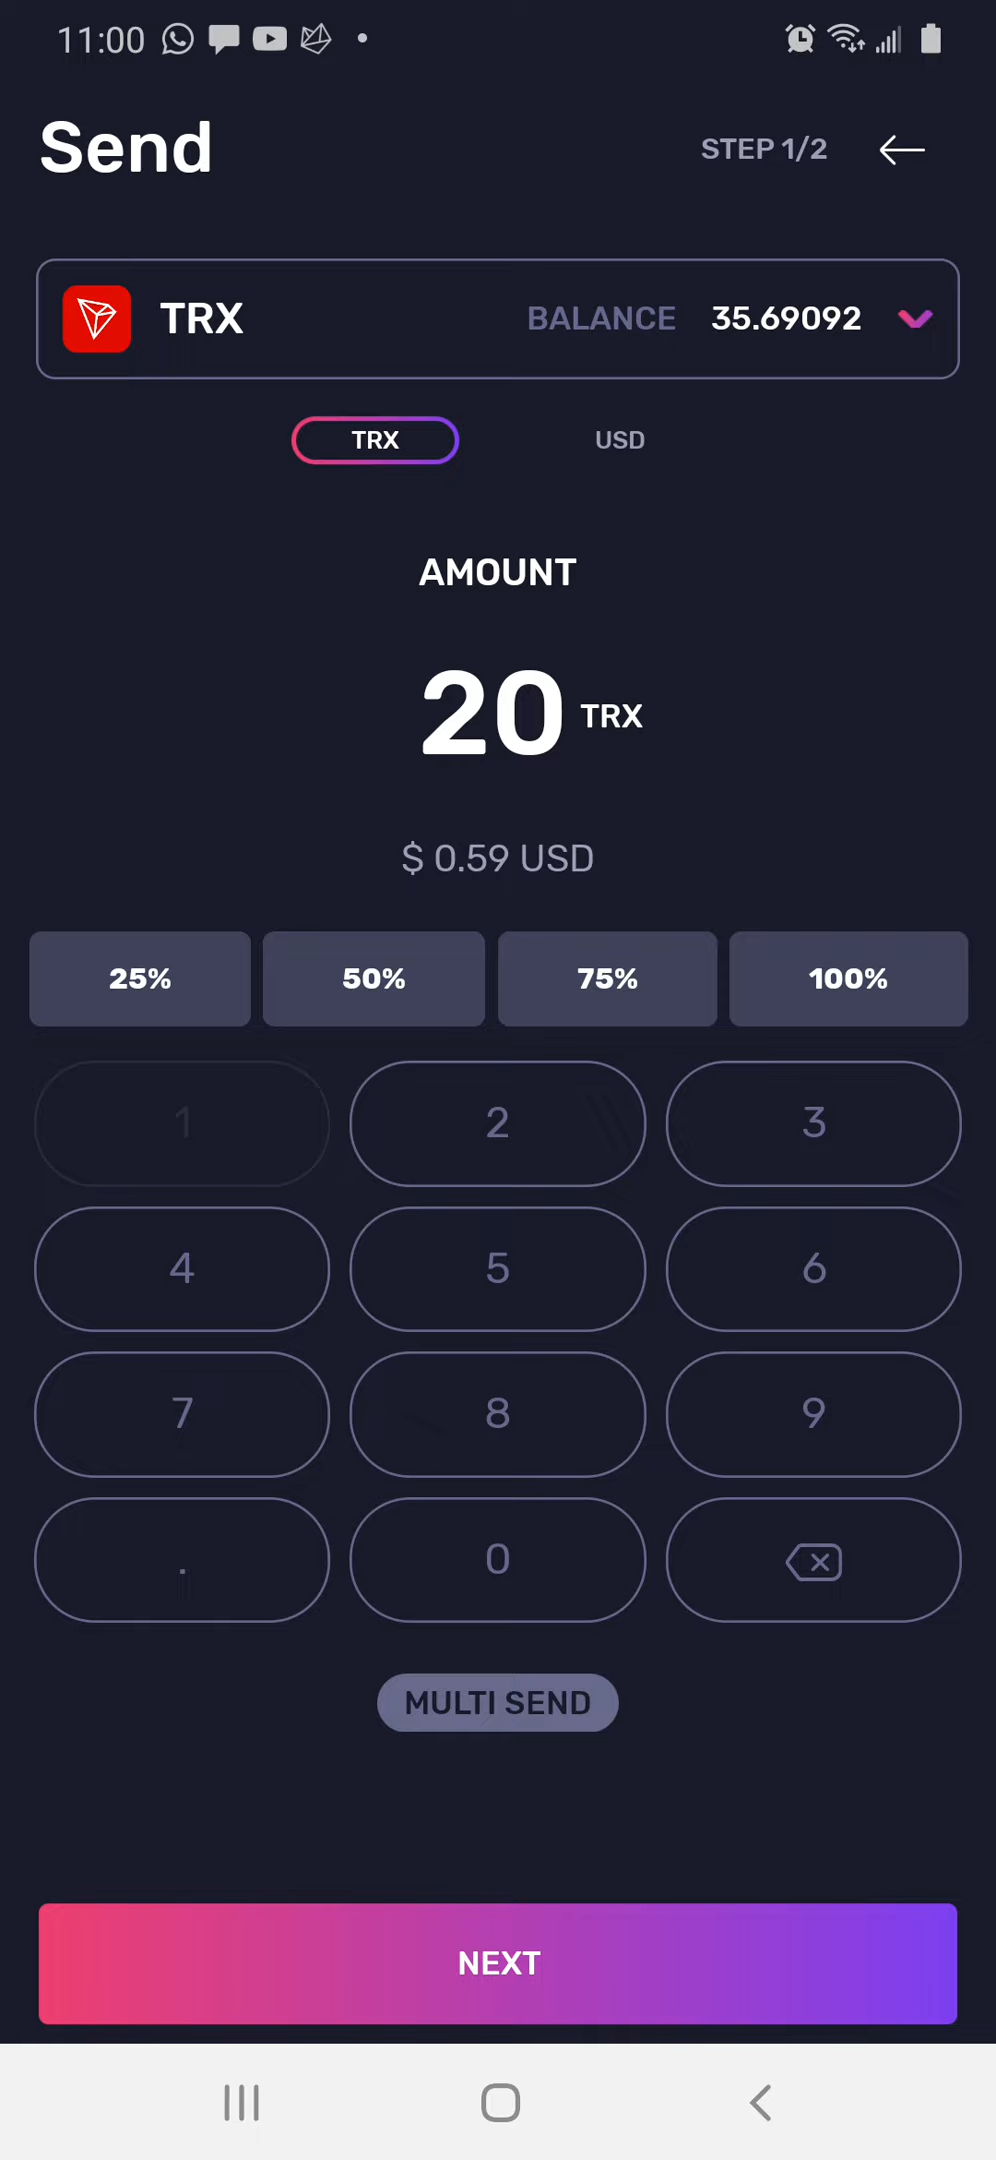 11:00
Send
STEP 1/2
TRX BALANCE 35.69092
TRX USD
AMOUNT
20 TRX
$ 0.59 USD
25% 50% 75% 100%
1 2 3
4 5 6
7 8 9
. 0
MULTI SEND
NEXT